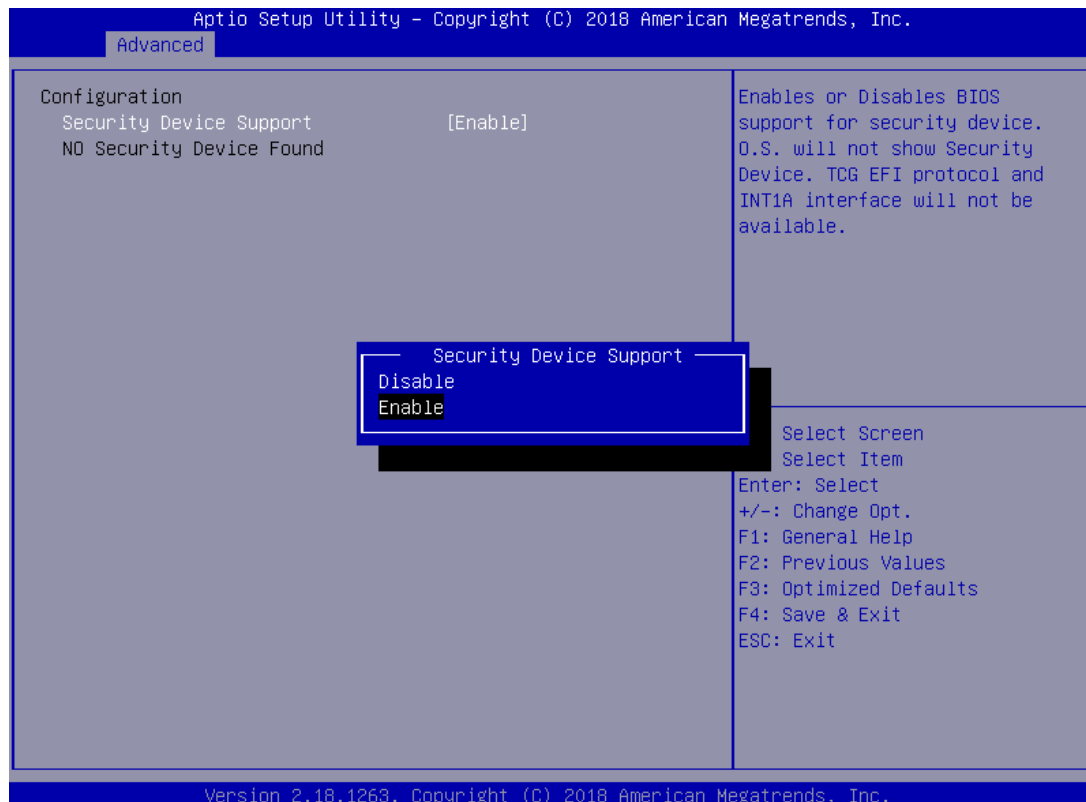 Aptio Setup Utility – Copyright (C) 2018 American Megatrends, Inc.
Advanced
Configuration
Security Device Support [Enable]
NO Security Device Found
Enables or Disables BIOS
support for security device.
O.S. will not show Security
Device. TCG EFI protocol and
INT1A interface will not be
available.
Security Device Support
Disable
Enable
Select Screen
Select Item
Enter: Select
+/-: Change Opt.
F1: General Help
F2: Previous Values
F3: Optimized Defaults
F4: Save & Exit
ESC: Exit
Version 2.18.1263. Copyright (C) 2018 American Megatrends, Inc.